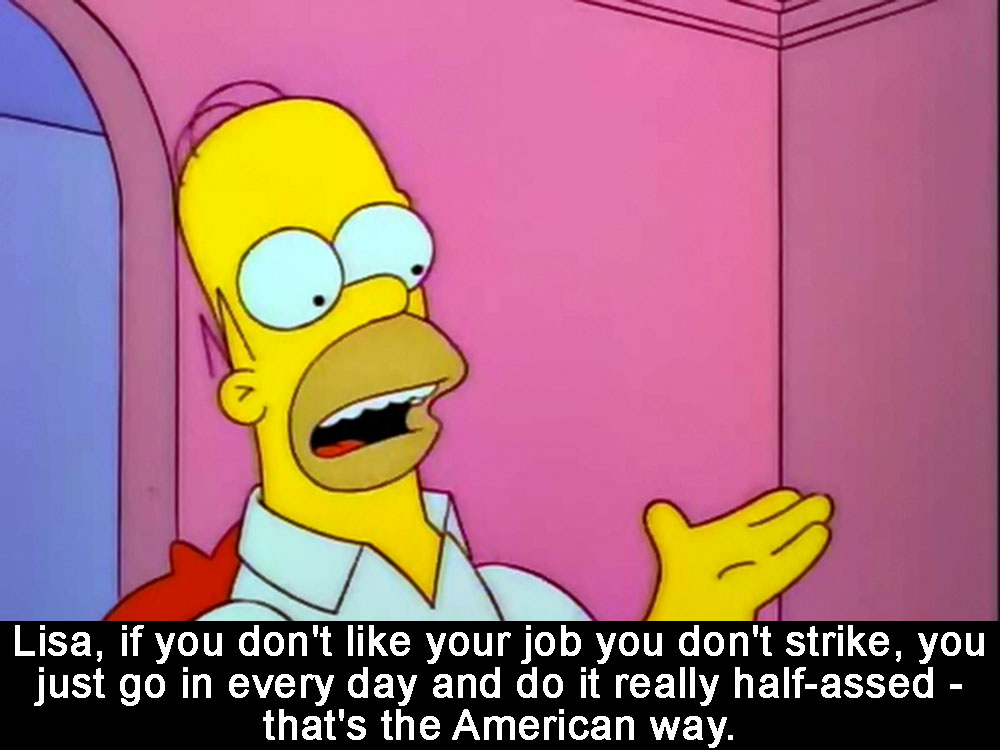 Lisa, if you don't like your job you don't strike, you
just go in every day and do it really half-assed -
that's the American way.